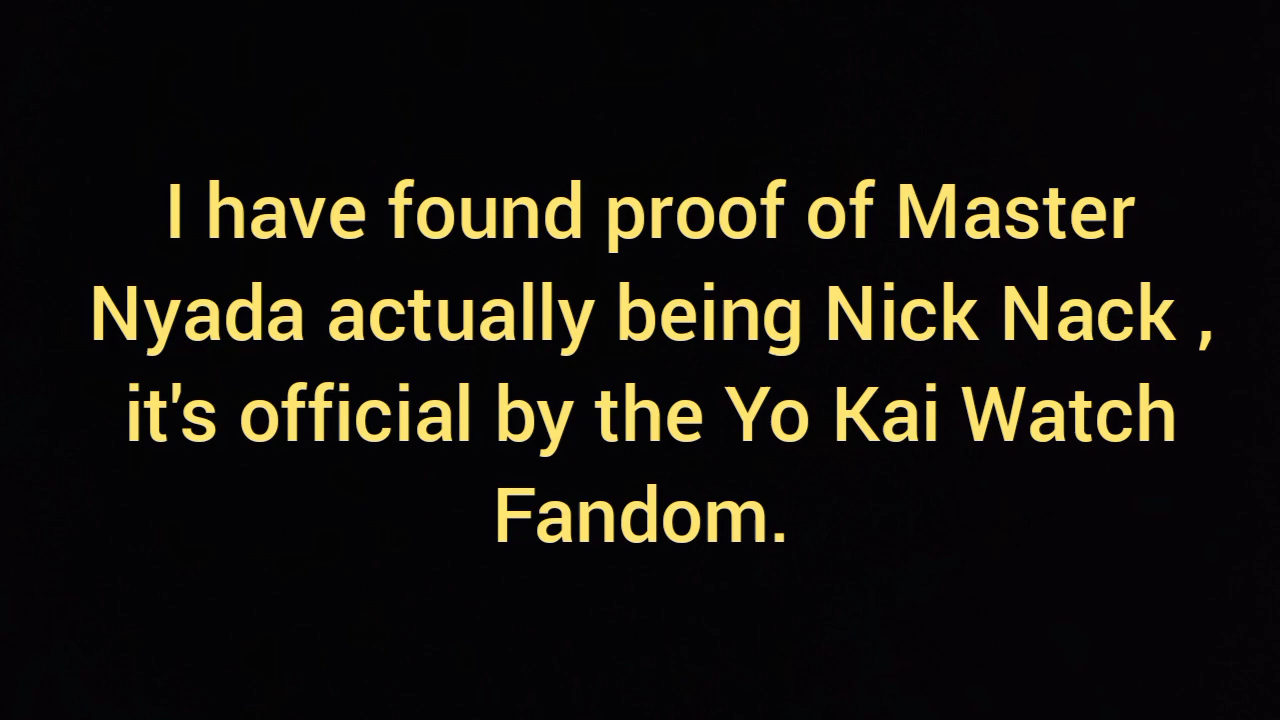 I have found proof of Master
Nyada actually being Nick Nack ,
it's official by the Yo Kai Watch
Fandom.